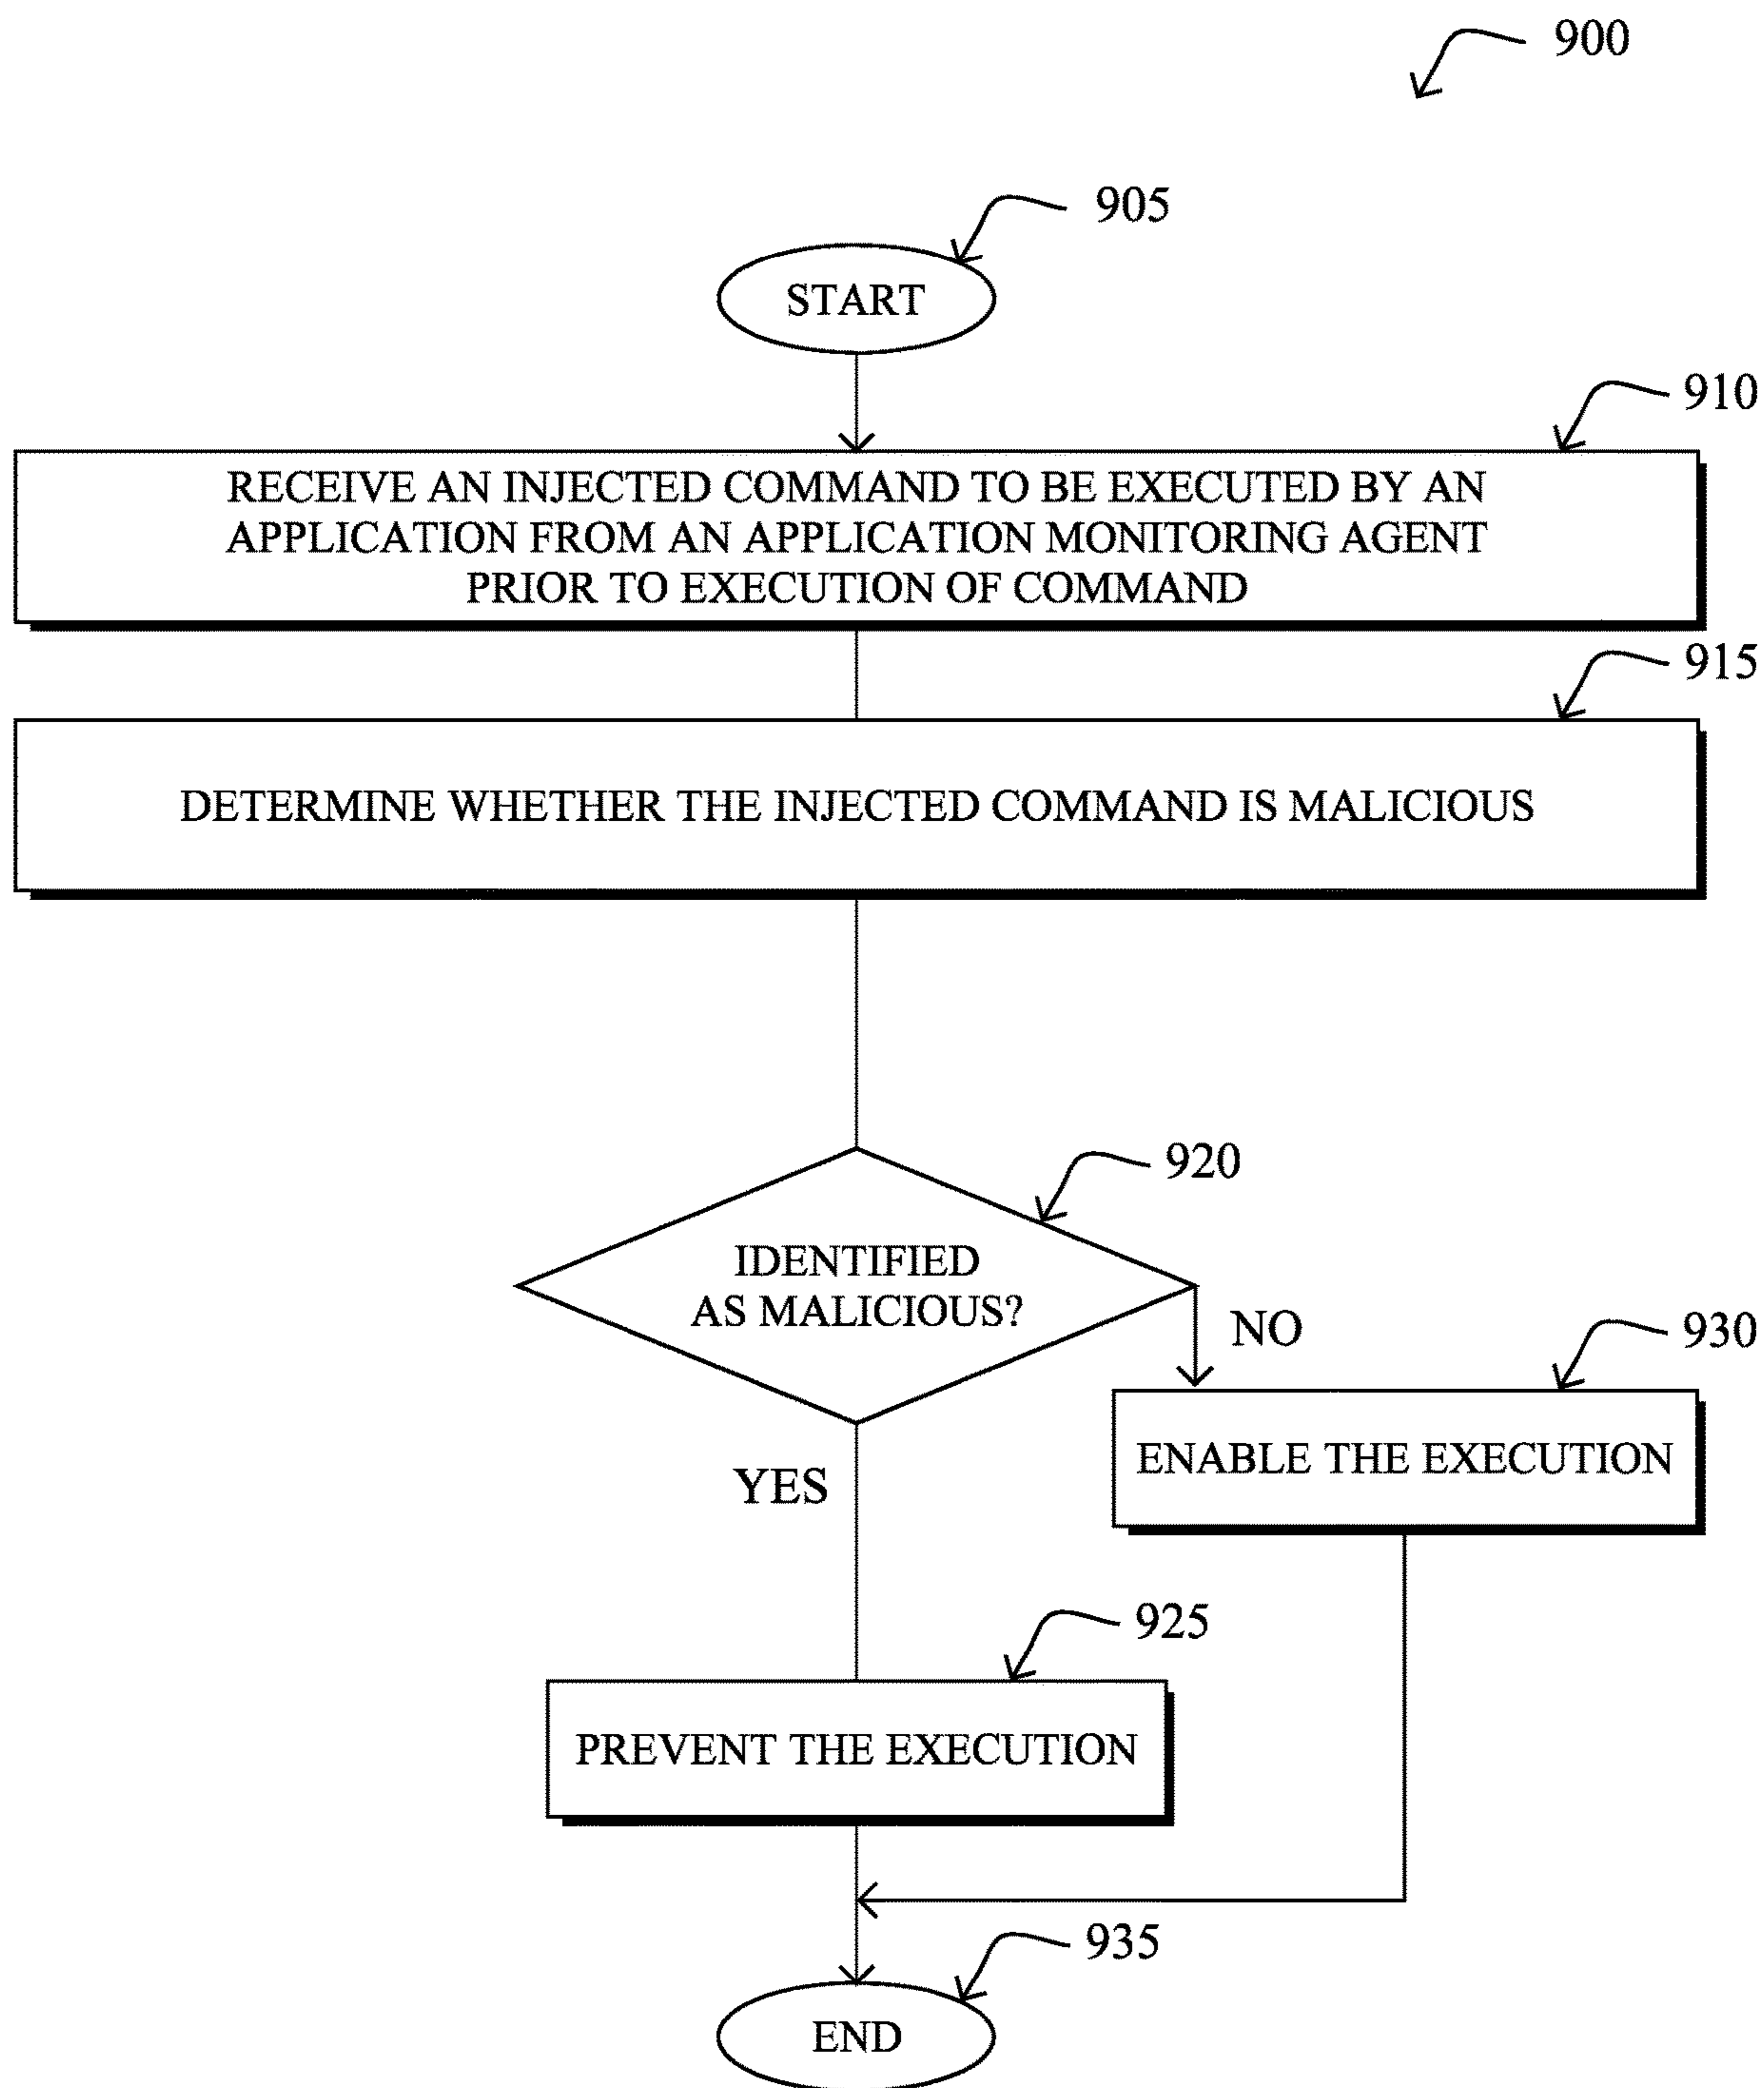 900
905
START
910
RECEIVE AN INJECTED COMMAND TO BE EXECUTED BY AN
APPLICATION FROM AN APPLICATION MONITORING AGENT
PRIOR TO EXECUTION OF COMMAND
915
DETERMINE WHETHER THE INJECTED COMMAND IS MALICIOUS
920
IDENTIFIED
AS MALICIOUS?
NO
930
ENABLE THE EXECUTION
YES
925
PREVENT THE EXECUTION
935
END